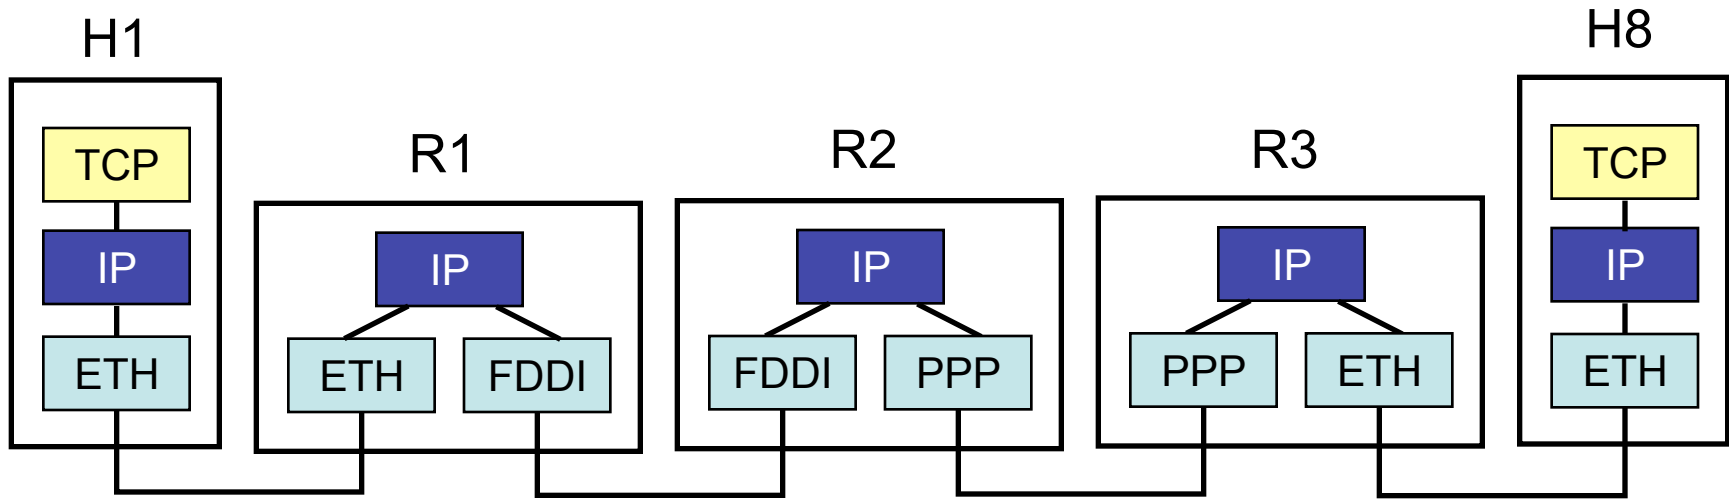 H1
TCP
IP
ETH
R1
IP
ETH
FDDI
R2
IP
FDDI
PPP
R3
IP
PPP
ETH
H8
TCP
IP
ETH